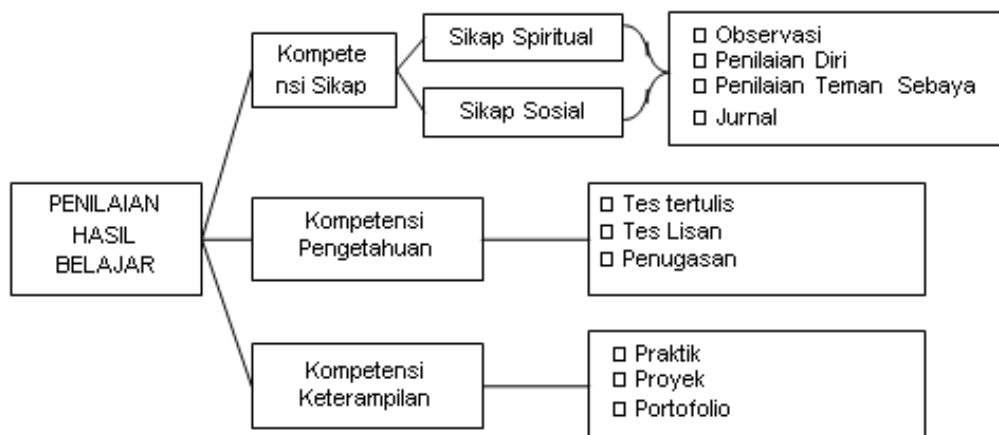 PENILAIAN
HASIL
BELAJAR
Kompete
nsi Sikap
Sikap Spiritual
Sikap Sosial
Observasi
Penilaian Diri
Penilaian Teman Sebaya
Jurnal
Kompetensi
Pengetahuan
Tes tertulis
Tes Lisan
Penugasan
Kompetensi
Keterampilan
Praktik
Proyek
Portofolio